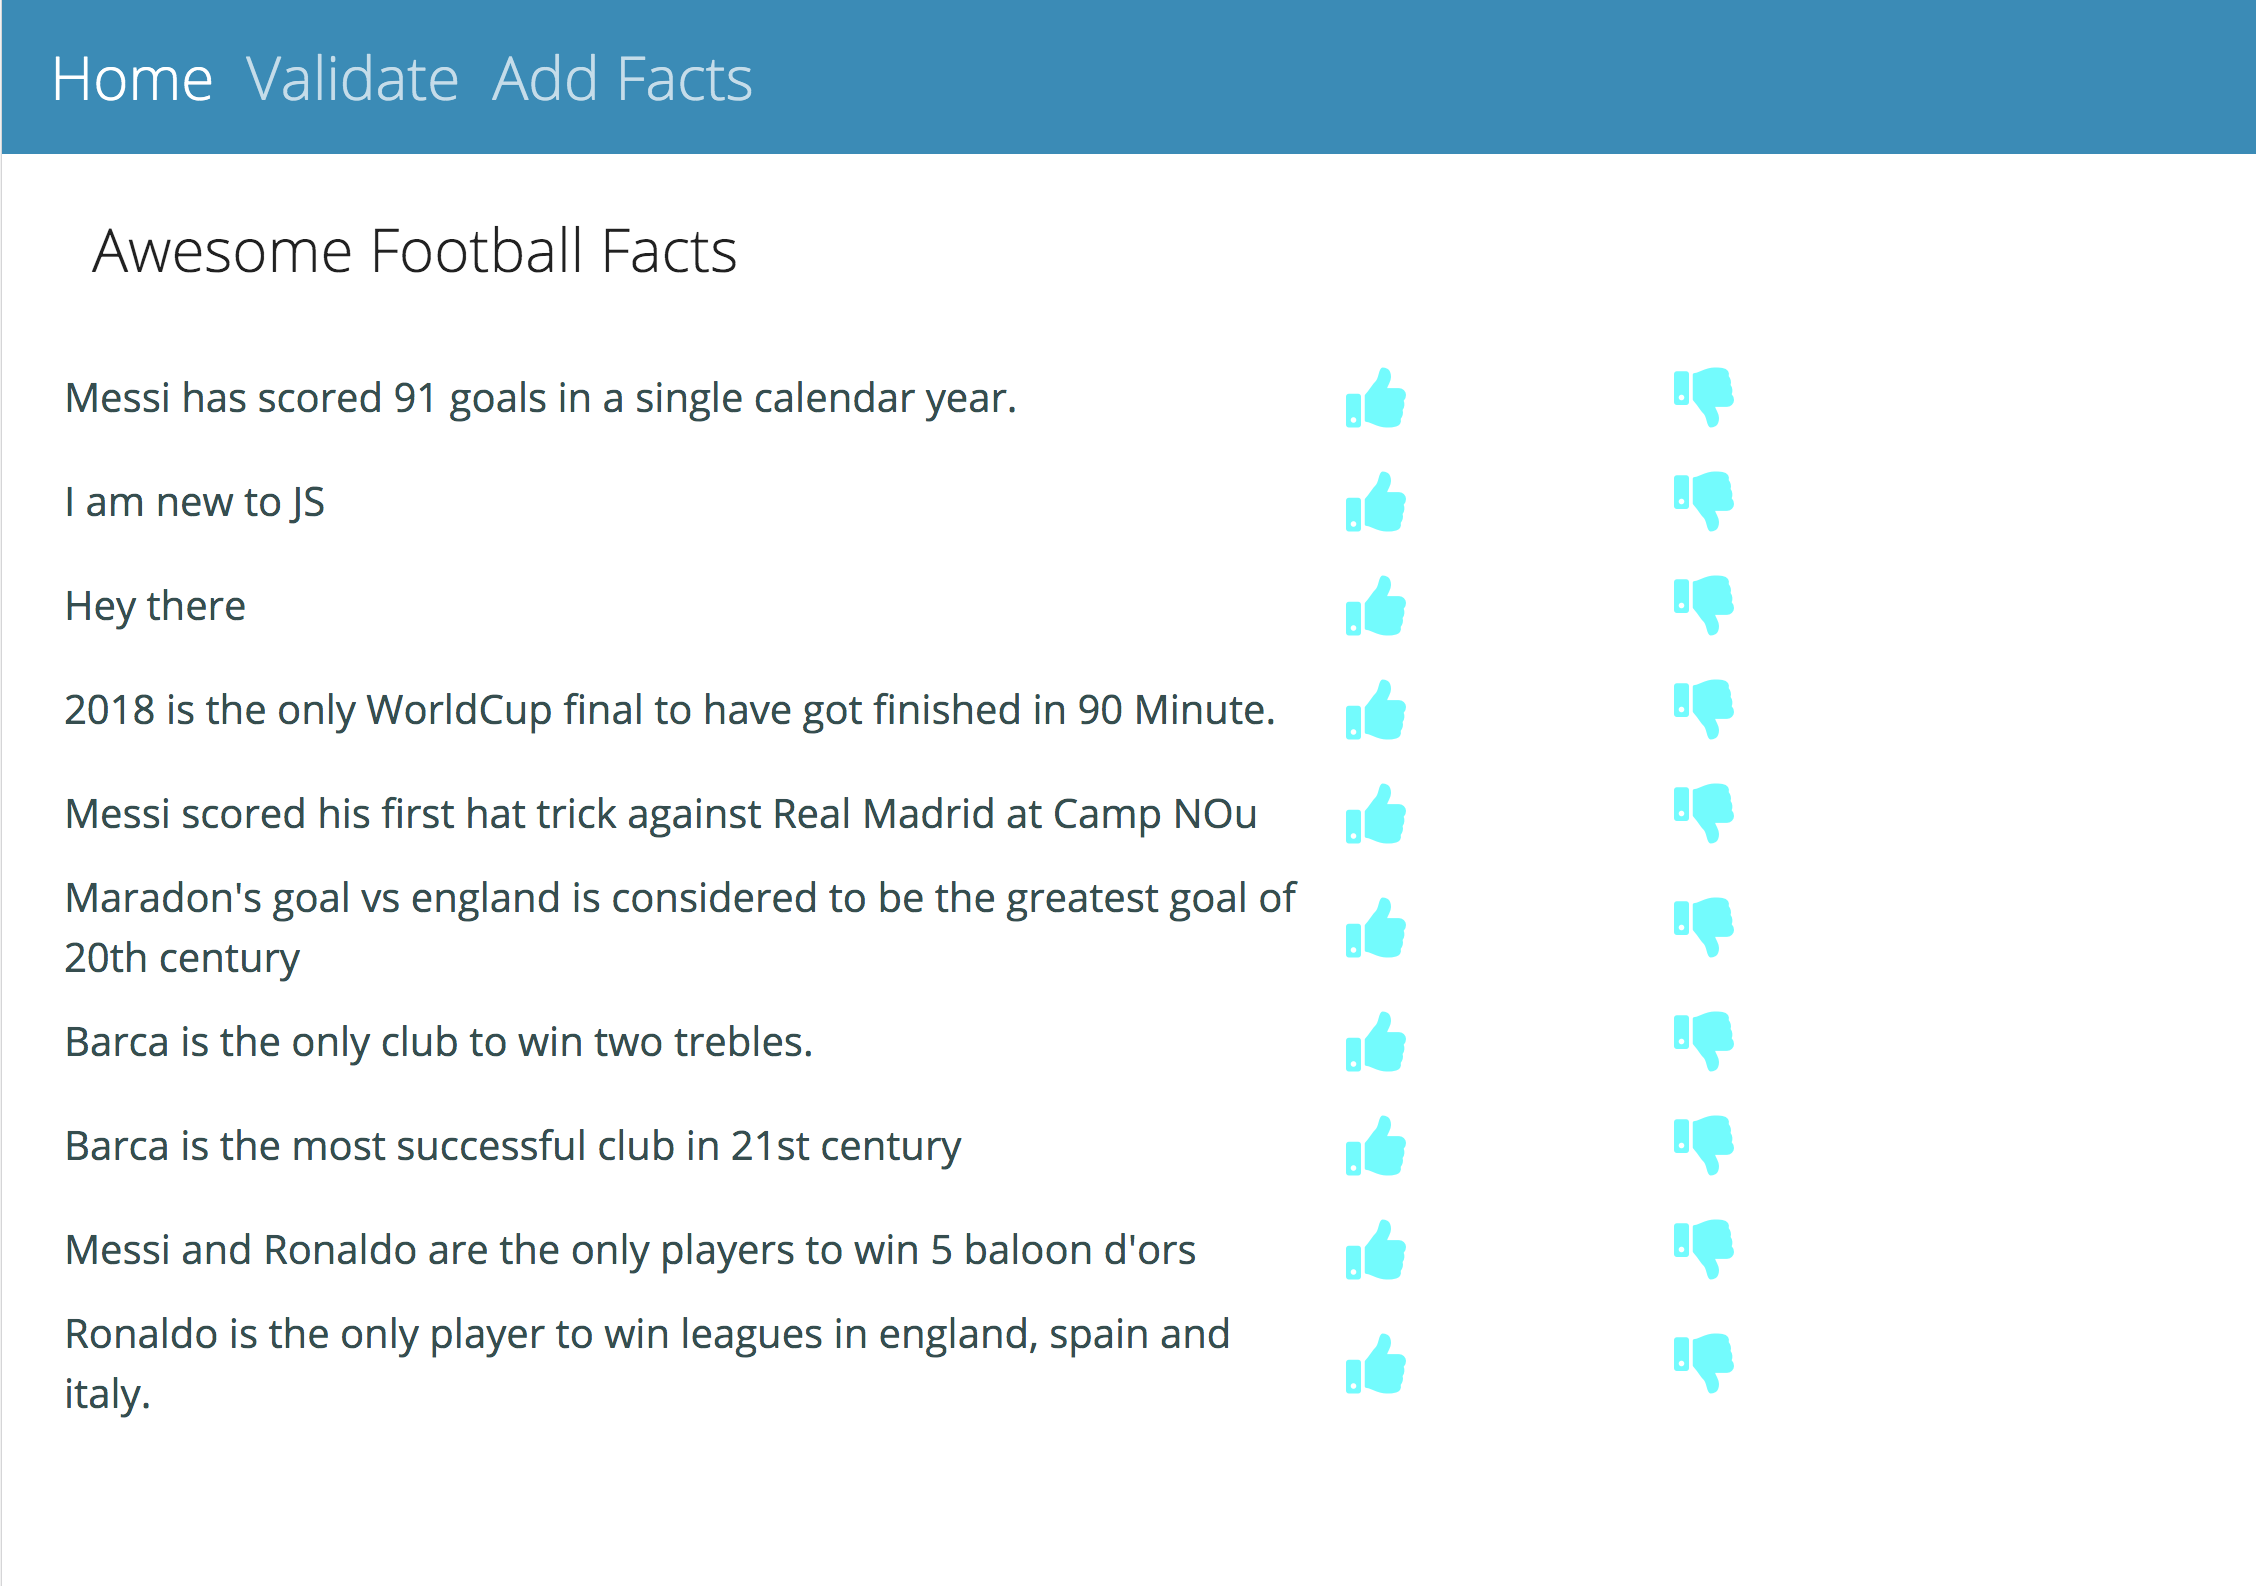 Home Validate Add Facts
Awesome Football Facts
Messi has scored 91 goals in a single calendar year.
I am new to JS
Hey there
2018 is the only WorldCup final to have got finished in 90 Minute.
Messi scored his first hat trick against Real Madrid at Camp NOu
Maradon's goal vs england is considered to be the greatest goal of
20th century
Barca is the only club to win two trebles.
Barca is the most successful club in 21st century
Messi and Ronaldo are the only players to win 5 baloon d'ors
Ronaldo is the only player to win leagues in england, spain and
italy.